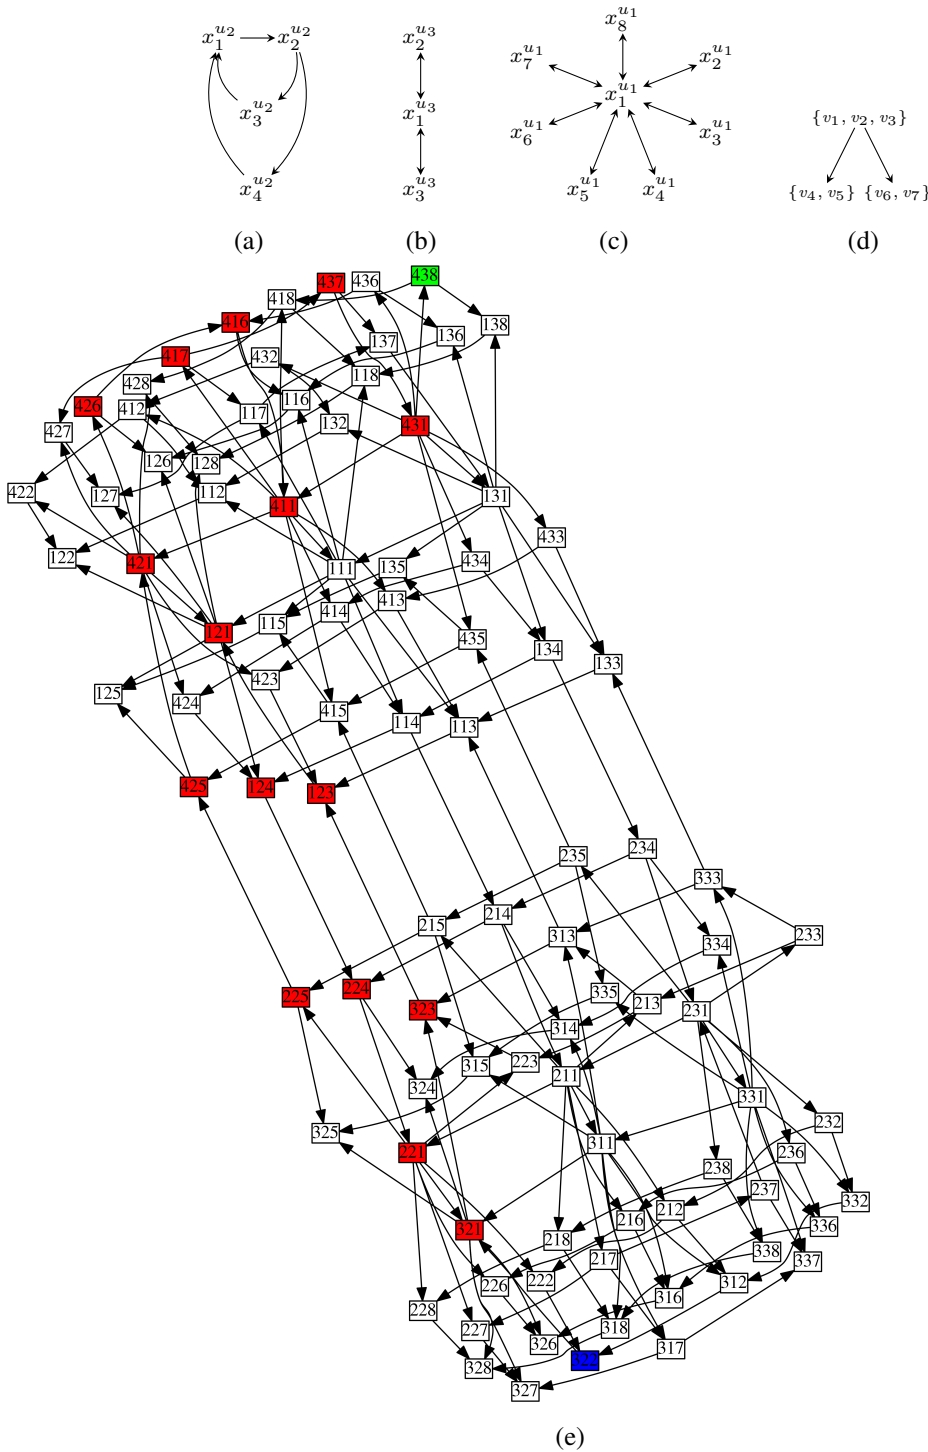 x_1^{u_2} x_2^{u_2} x_2^{u_3} x_8^{u_1}
x_7^{u_1} x_2^{u_1}
x_3^{u_2} x_1^{u_3} x_1^{u_1} {v_1, v_2, v_3}
x_6^{u_1} x_3^{u_1}
x_4^{u_2} x_3^{u_3} x_5^{u_1} x_4^{u_1} {v_4, v_5} {v_6, v_7}
(a) (b) (c) (d)
437 436 438
418
416 138
137 136
417 432
428 118
426 412 117 116
427 132 431
126 128
422 127 112 131
411
122 421 433
111 135 434
413
121 115 414
435 134
125 423 133
424 415 114 113
425 124 123
235 234
333
215 214 313 334 233
225 224 323 335 213 231
314
315 223 211
324 331
325 311 232
221 238 236
237 332
321 218 216 212 336
217 338 337
226 222 312
228 316
227 326 318
328 322 317
327
(e)